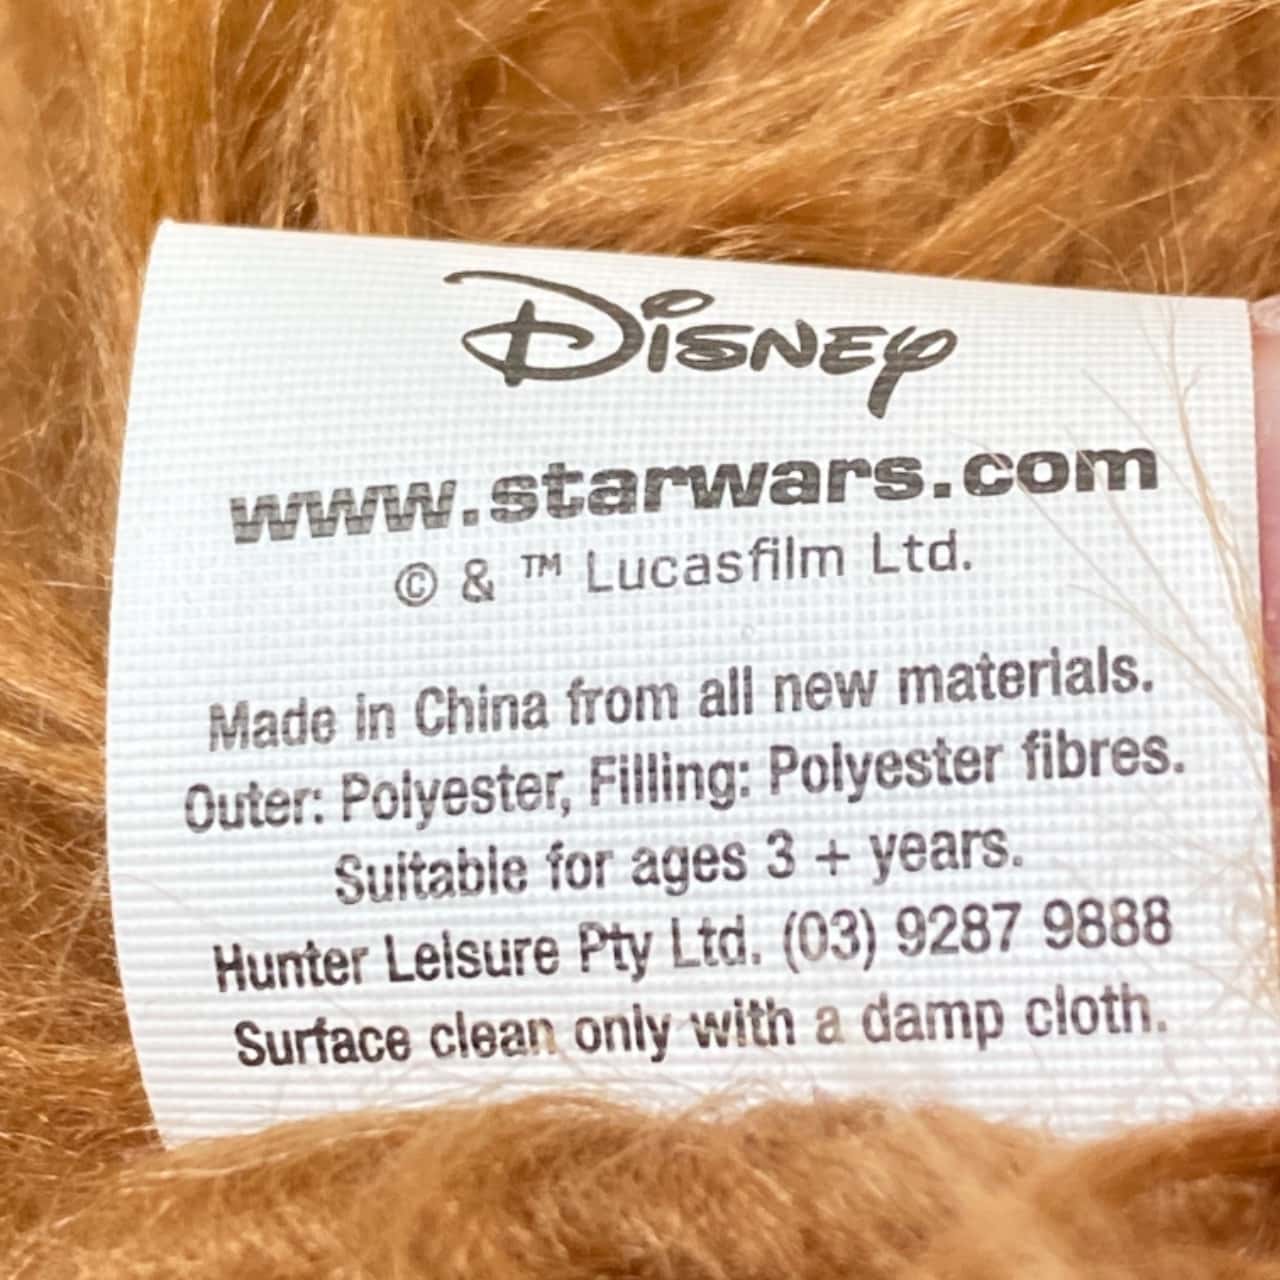 Disney
www.starwars.com
© & ™ Lucasfilm Ltd.
Made in China from all new materials.
Outer: Polyester, Filling: Polyester fibres.
Suitable for ages 3 + years.
Hunter Leisure Pty Ltd. (03) 9287 9888
Surface clean only with a damp cloth.